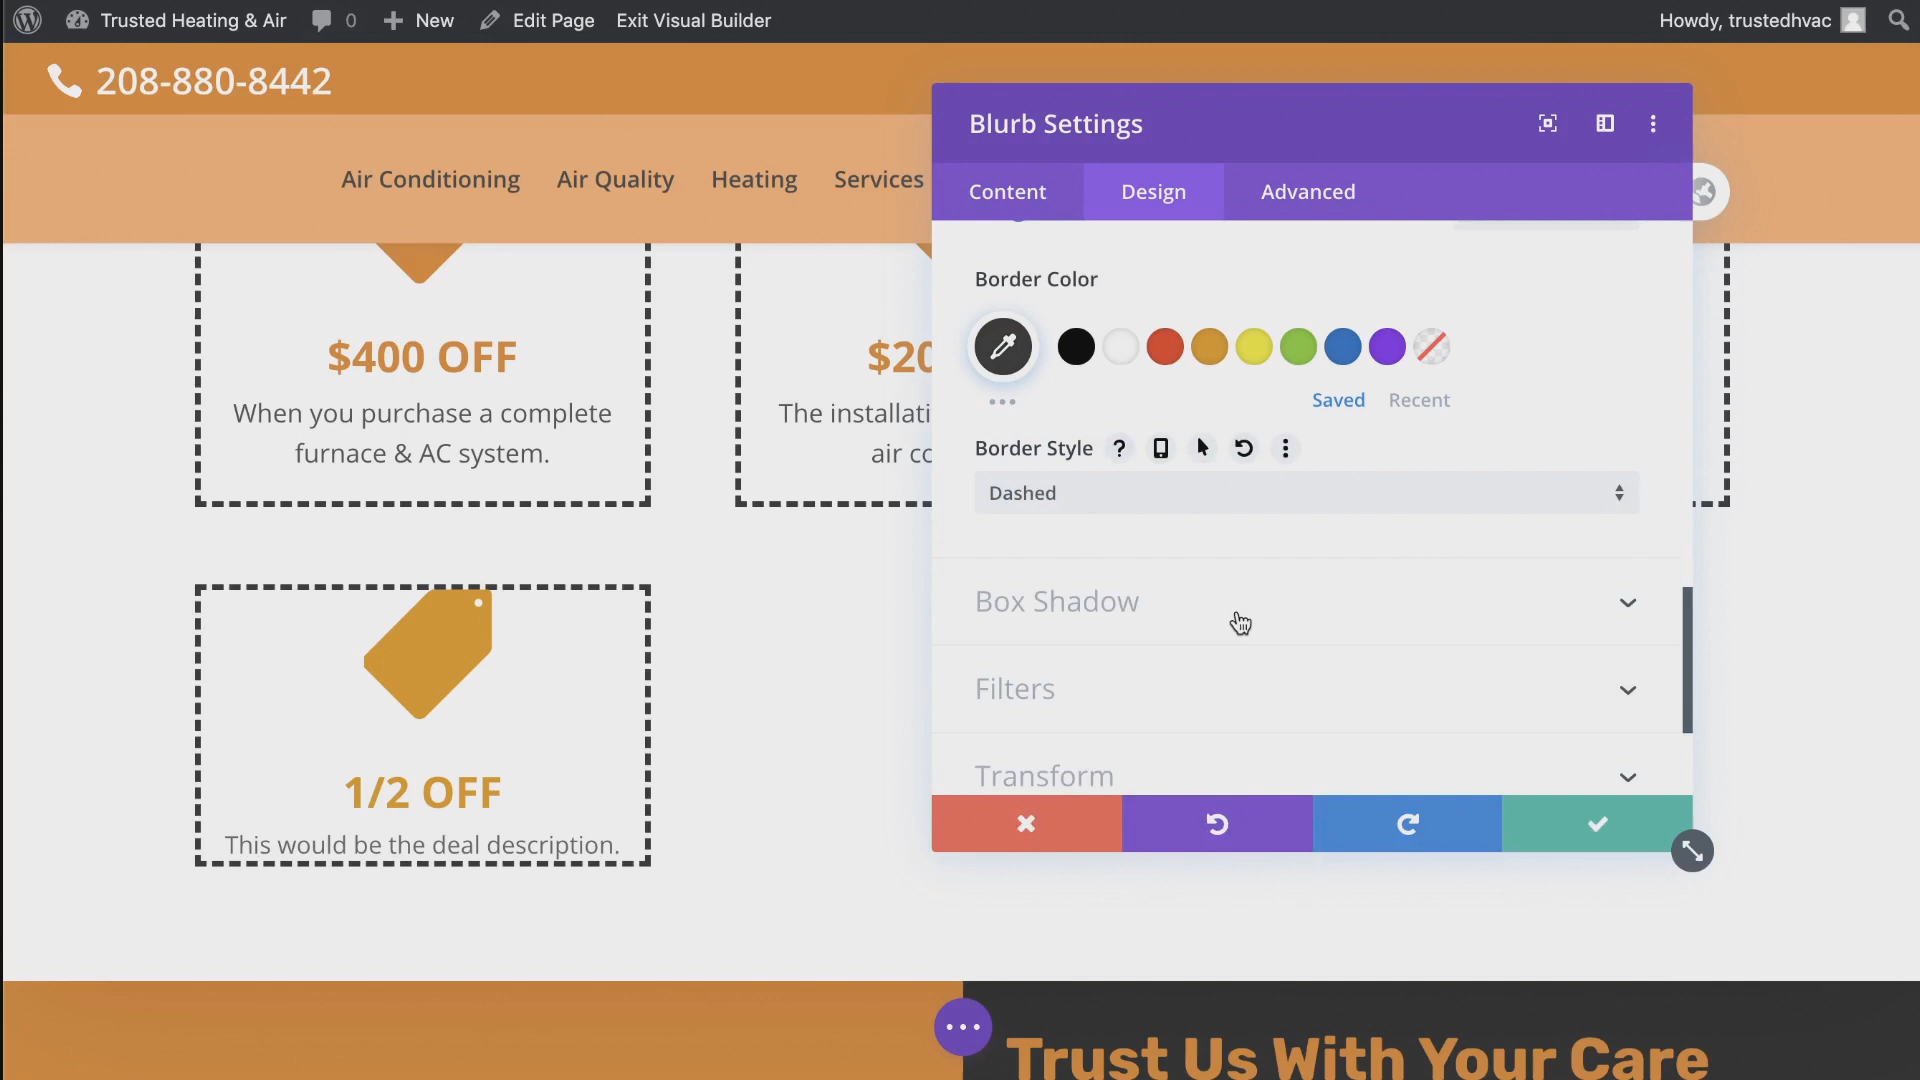 Trusted Heating & Air
0
New
Edit Page
Exit Visual Builder
Howdy, trustedhvac
208-880-8442
Air Conditioning
Air Quality
Heating
Services
$400 OFF
When you purchase a complete
furnace & AC system.
$20
The installati
air co
1/2 OFF
This would be the deal description.
Blurb Settings
Content
Design
Advanced
Border Color
Saved
Recent
Border Style
?
Dashed
Box Shadow
Filters
Transform
Trust Us With Your Care